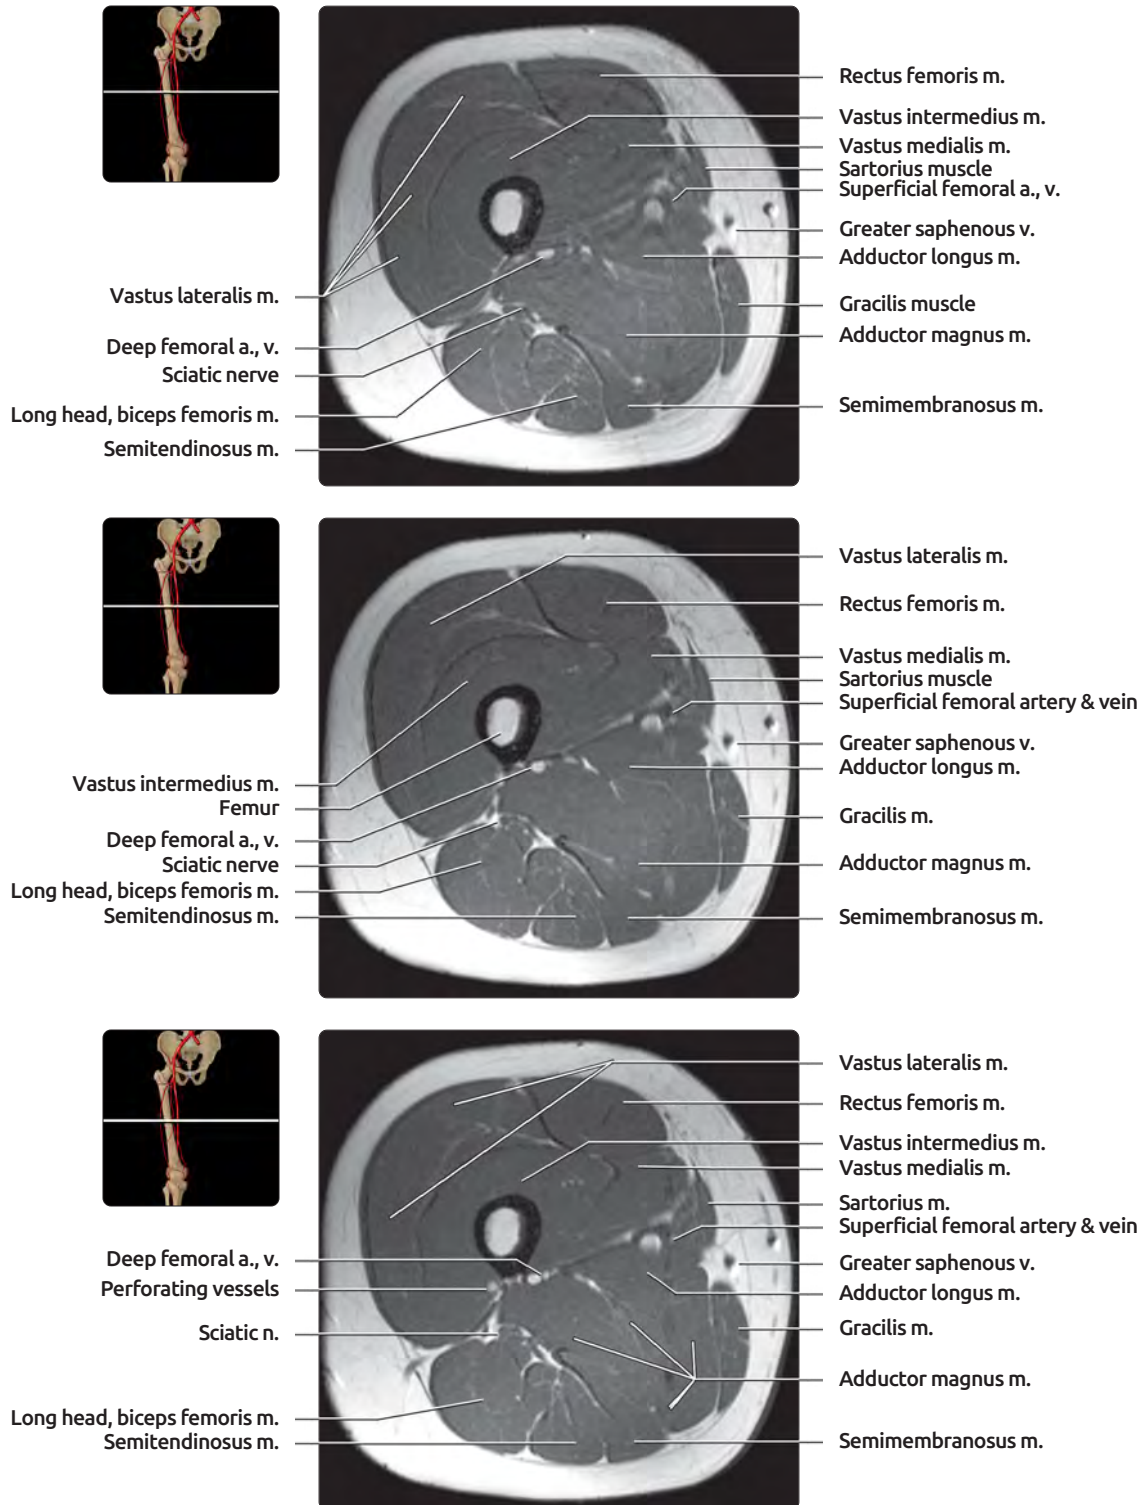 Rectus femoris m.
Vastus intermedius m.
Vastus medialis m.
Sartorius muscle
Superficial femoral a., v.
Greater saphenous v.
Adductor longus m.
Vastus lateralis m.
Gracilis muscle
Adductor magnus m.
Deep femoral a., v.
Sciatic nerve
Long head, biceps femoris m.
Semimembranosus m.
Semitendinosus m.
Vastus lateralis m.
Rectus femoris m.
Vastus medialis m.
Sartorius muscle
Superficial femoral artery & vein
Greater saphenous v.
Adductor longus m.
Vastus intermedius m.
Femur
Gracilis m.
Deep femoral a., v.
Sciatic nerve
Adductor magnus m.
Long head, biceps femoris m.
Semitendinosus m.
Semimembranosus m.
Vastus lateralis m.
Rectus femoris m.
Vastus intermedius m.
Vastus medialis m.
Sartorius m.
Superficial femoral artery & vein
Deep femoral a., v.
Greater saphenous v.
Perforating vessels
Adductor longus m.
Sciatic n.
Gracilis m.
Adductor magnus m.
Long head, biceps femoris m.
Semitendinosus m.
Semimembranosus m.